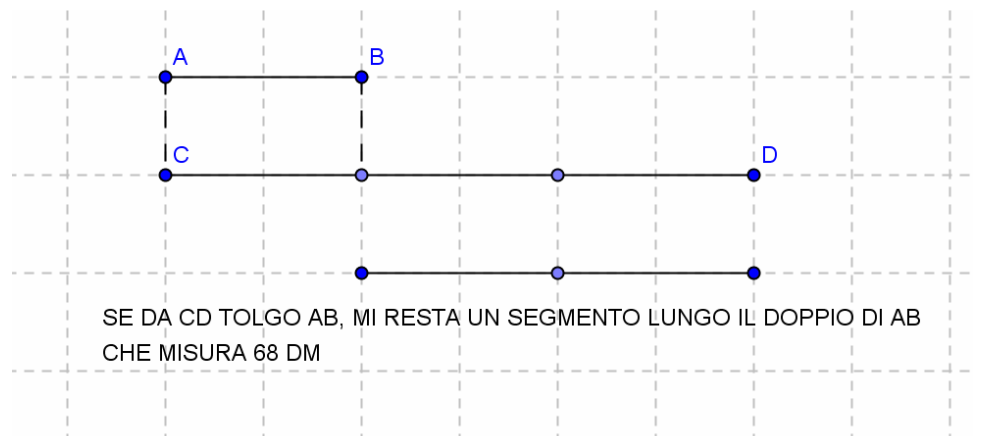 A B
C D
SE DA CD TOLGO AB, MI RESTA UN SEGMENTO LUNGO IL DOPPIO DI AB
CHE MISURA 68 DM